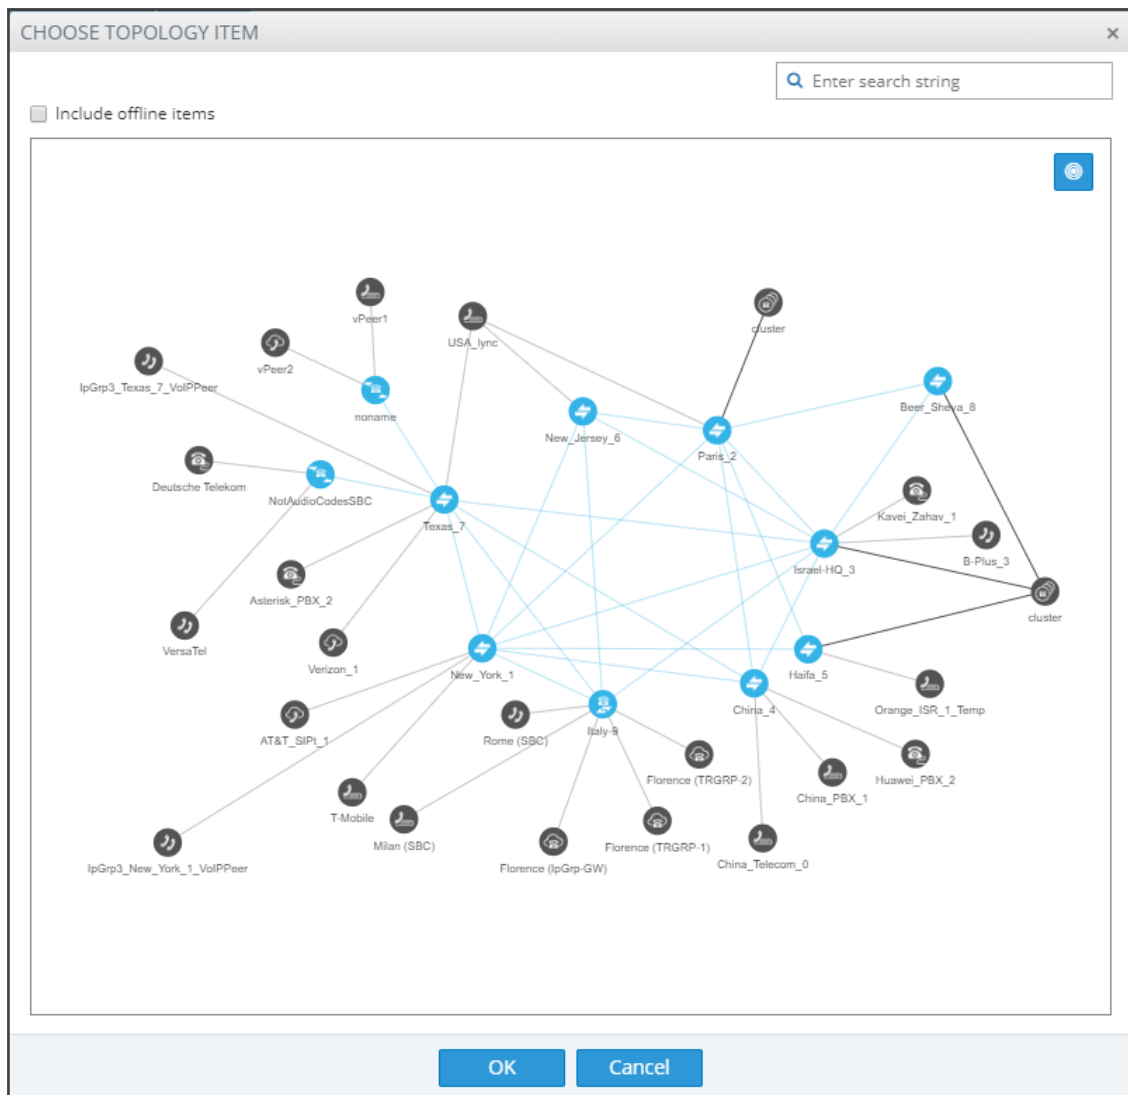 CHOOSE TOPOLOGY ITEM
Enter search string
Include offline items
vPeer1
cluster
USA_lync
vPeer2
IpGrp3_Texas_7_VoIPPeer
noname
Beer_Sheva_8
New_Jersey_6
Paris_2
Deutsche Telekom
NotAudioCodesSBC
Kavei_Zahav_1
Texas_7
B-Plus_3
Israel-HQ_3
Asterisk_PBX_2
cluster
VersaTel
Verizon_1
New_York_1
Haifa_5
China_4
Orange_ISR_1_Temp
Italy-9
AT&T_SIPt_1
Rome (SBC)
Florence (TRGRP-2)
Huawei_PBX_2
China_PBX_1
T-Mobile
Milan (SBC)
Florence (TRGRP-1)
China_Telecom_0
IpGrp3_New_York_1_VoIPPeer
Florence (IpGrp-GW)
OK
Cancel